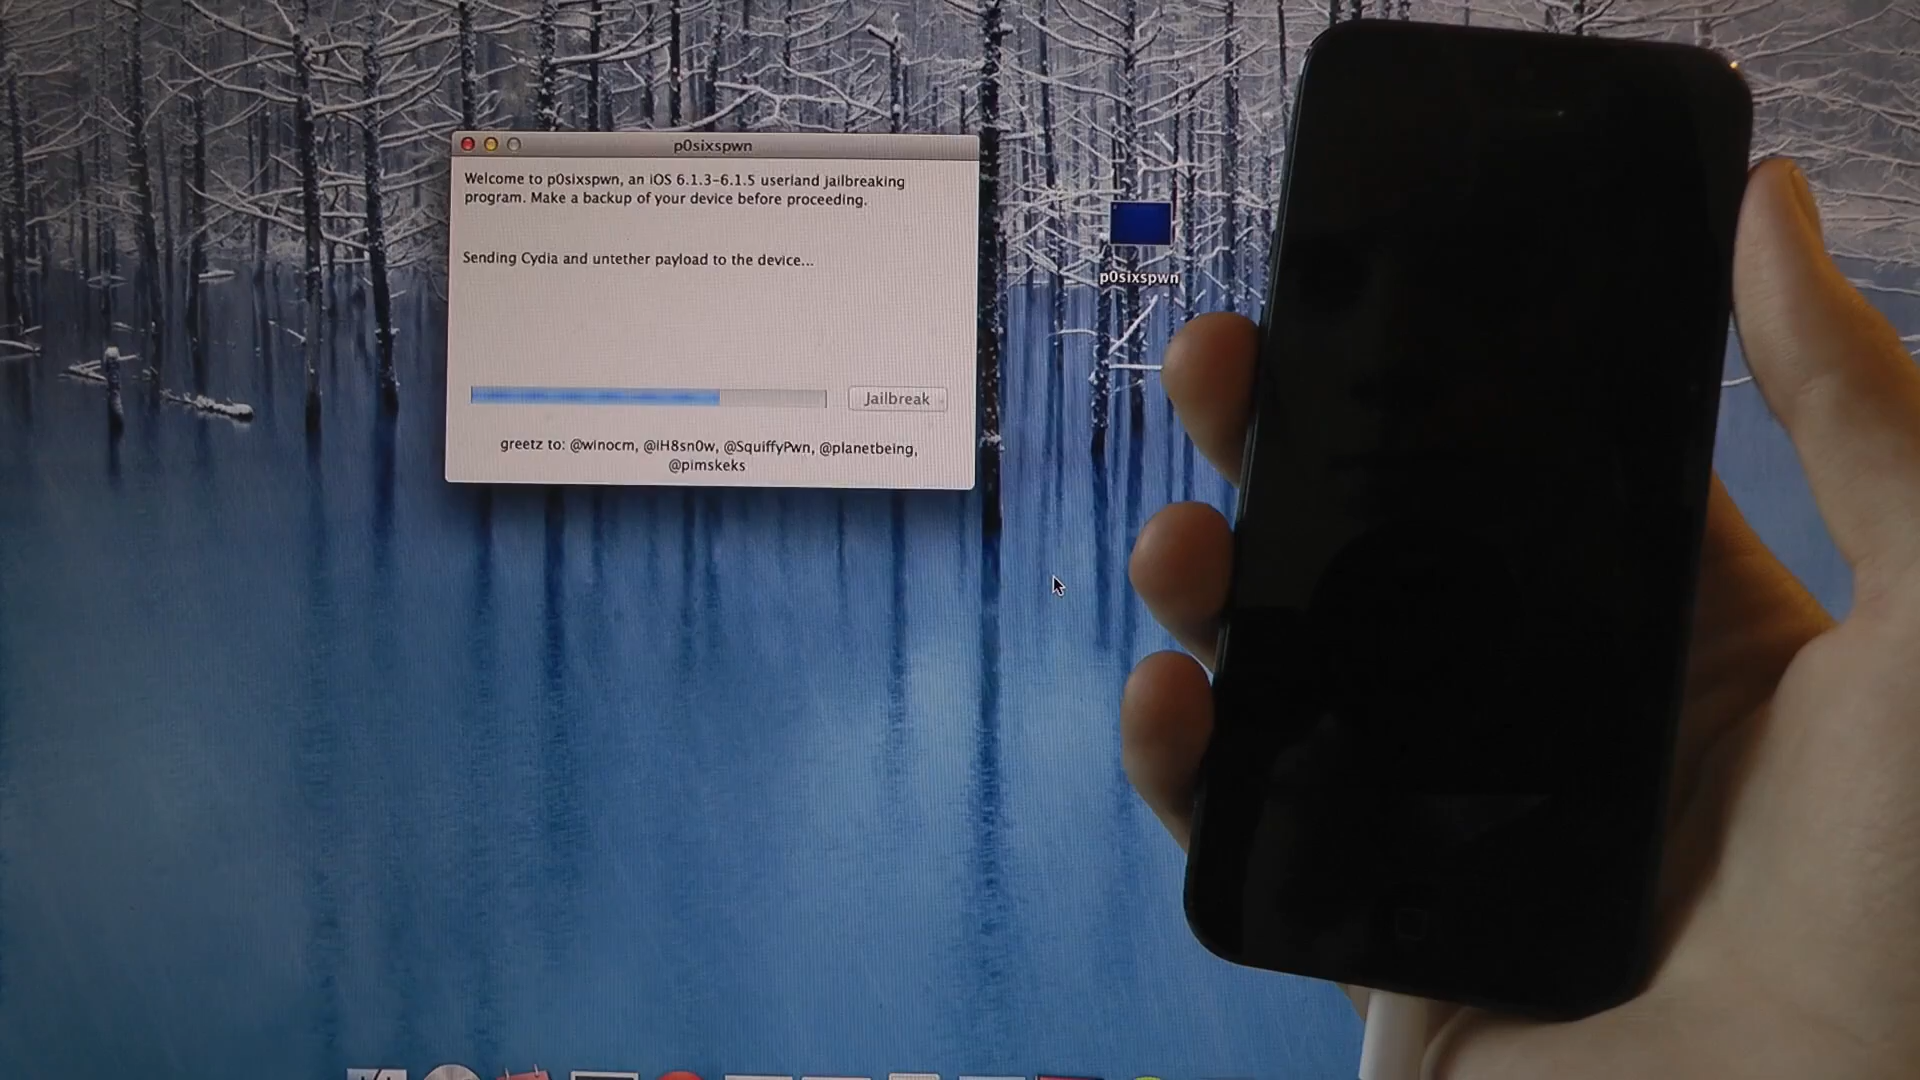 p0sixspwn
Welcome to p0sixspwn, an iOS 6.1.3-6.1.5 userland jailbreaking
program. Make a backup of your device before proceeding.
Sending Cydia and untether payload to the device...
Jailbreak
greetz to: @winocm, @iH8sn0w, @SquiffyPwn, @planetbeing,
@pimskeks
p0sixspwn